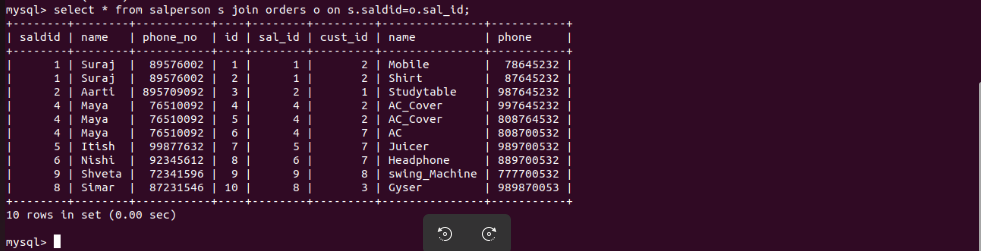 mysql> select * from salperson s join orders o on s.saldid=o.sal_id;
+--------+--------+-----------+----+--------+---------+---------------+-----------+
| saldid | name   | phone_no  | id | sal_id | cust_id | name          | phone     |
+--------+--------+-----------+----+--------+---------+---------------+-----------+
|      1 | Suraj  |  89576002 |  1 |      1 |       2 | Mobile        |  78645232 |
|      1 | Suraj  |  89576002 |  2 |      1 |       2 | Shirt         |  87645232 |
|      2 | Aarti  | 895709092 |  3 |      2 |       1 | Studytable    | 987645232 |
|      4 | Maya   |  76510092 |  4 |      4 |       2 | AC_Cover      | 997645232 |
|      4 | Maya   |  76510092 |  5 |      4 |       2 | AC_Cover      | 808764532 |
|      4 | Maya   |  76510092 |  6 |      4 |       7 | AC            | 808700532 |
|      5 | Itish  |  99877632 |  7 |      5 |       7 | Juicer        | 989700532 |
|      6 | Nishi  |  92345612 |  8 |      6 |       7 | Headphone     | 889700532 |
|      9 | Shveta |  72341596 |  9 |      9 |       8 | swing_Machine | 777700532 |
|      8 | Simar  |  87231546 | 10 |      8 |       3 | Gyser         | 989870053 |
+--------+--------+-----------+----+--------+---------+---------------+-----------+
10 rows in set (0.00 sec)
mysql>